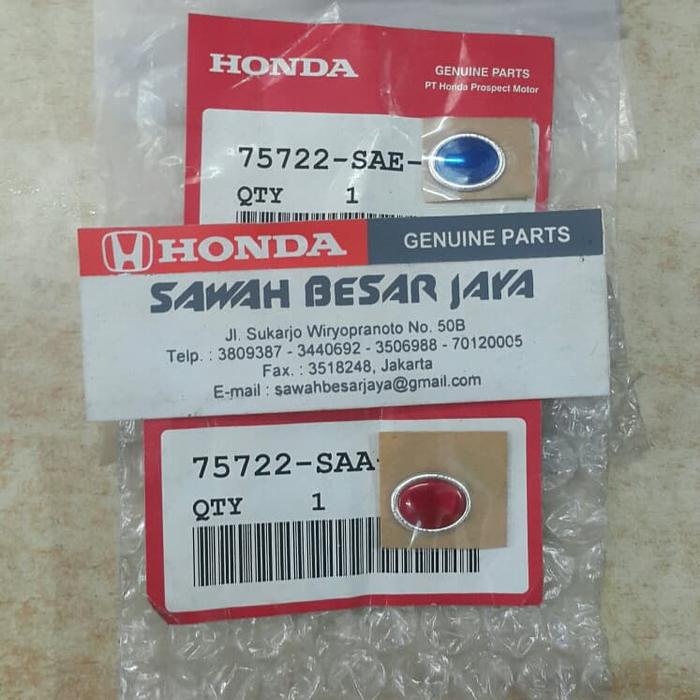 HONDA
GENUINE PARTS
PT Honda Prospect Motor
75722-SAE-
QTY 1
HONDA GENUINE PARTS
SAWAH BESAR JAYA
Jl. Sukarjo Wiryopranoto No. 50B
Telp. : 3809387 - 3440692 - 3506988 - 70120005
Fax. : 3518248, Jakarta
E-mail : sawahbesarjaya@gmail.com
75722-SAA-
QTY 1